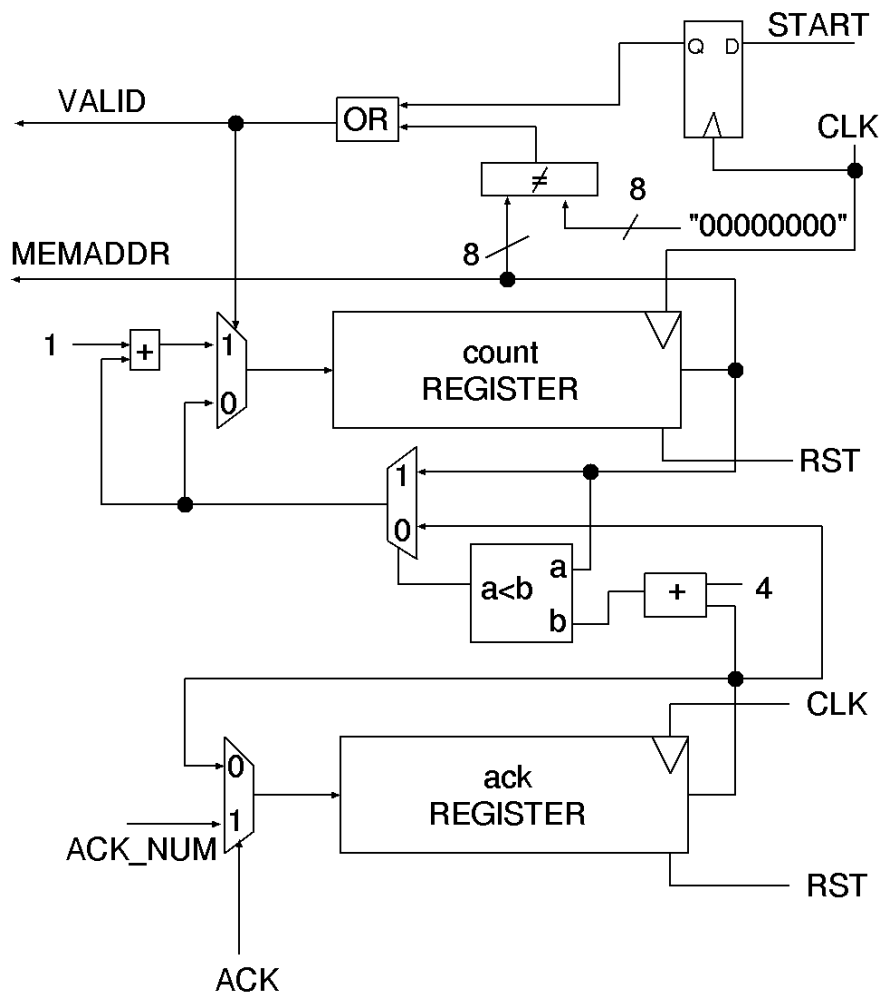 START
Q D
VALID
OR
CLK
≠
8
"00000000"
8
MEMADDR
1
+
1
0
count
REGISTER
RST
1
0
a<b
a
b
+
4
CLK
0
1
ack
REGISTER
ACK_NUM
RST
ACK